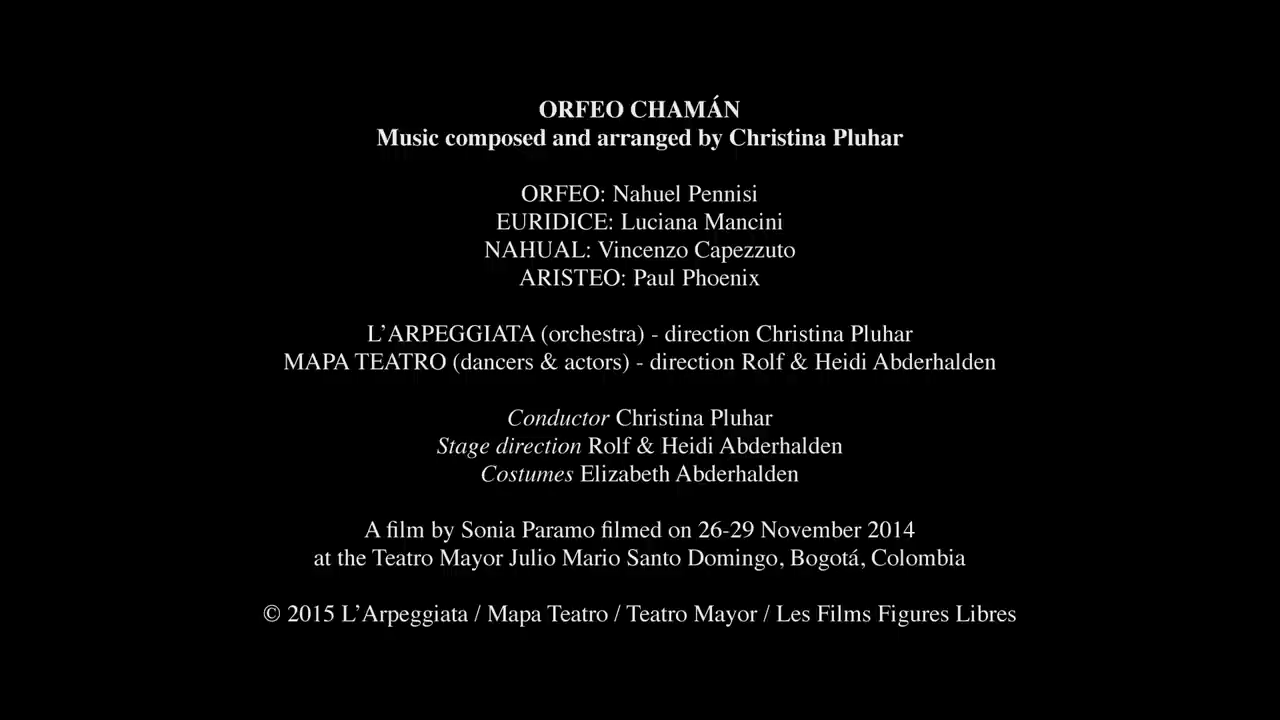 ORFEO CHAMÁN
Music composed and arranged by Christina Pluhar
ORFEO: Nahuel Pennisi
EURIDICE: Luciana Mancini
NAHUAL: Vincenzo Capezzuto
ARISTEO: Paul Phoenix
L’ARPEGGIATA (orchestra) - direction Christina Pluhar
MAPA TEATRO (dancers & actors) - direction Rolf & Heidi Abderhalden
Conductor Christina Pluhar
Stage direction Rolf & Heidi Abderhalden
Costumes Elizabeth Abderhalden
A film by Sonia Paramo filmed on 26-29 November 2014
at the Teatro Mayor Julio Mario Santo Domingo, Bogotá, Colombia
© 2015 L’Arpeggiata / Mapa Teatro / Teatro Mayor / Les Films Figures Libres